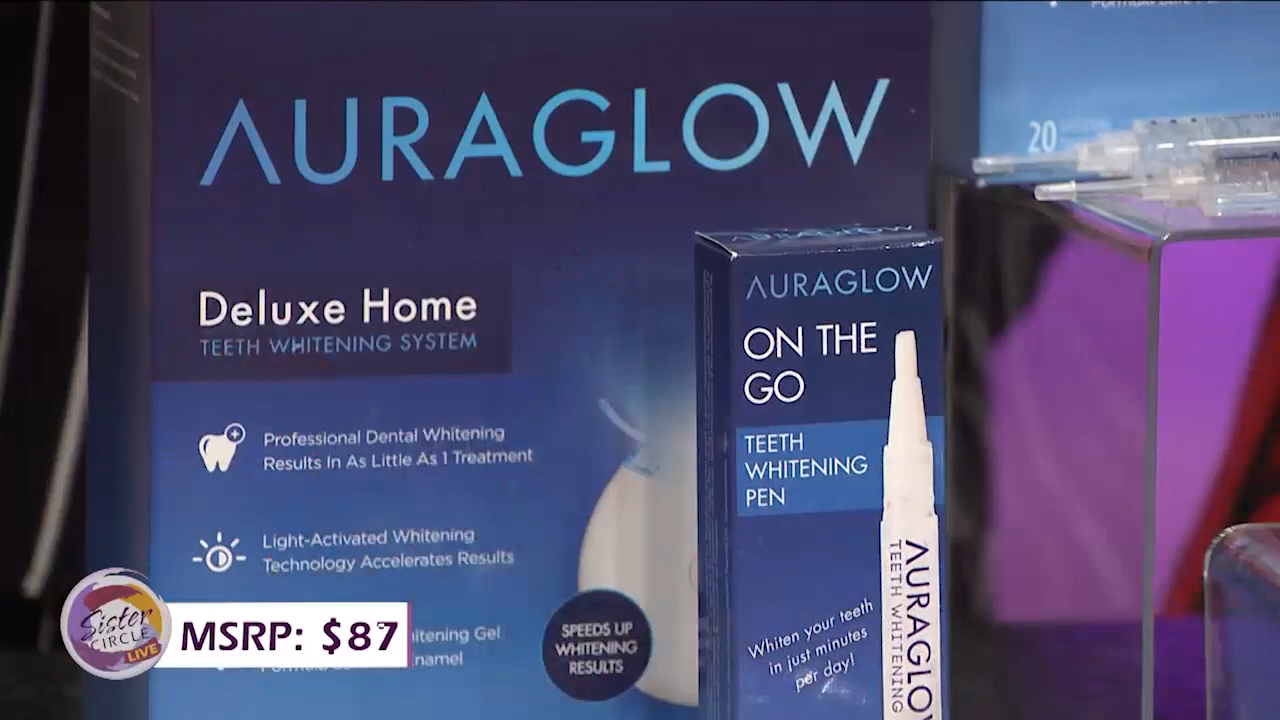 AURAGLOW
Deluxe Home
TEETH WHITENING SYSTEM
Professional Dental Whitening
Results In As Little As 1 Treatment
Light-Activated Whitening
Technology Accelerates Results
itening Gel
namel
SPEEDS UP
WHITENING
RESULTS
Sister
CIRCLE
LIVE
MSRP: $87
AURAGLOW
AURAGLOW
ON THE
GO
TEETH
WHITENING
PEN
Whiten your teeth
in just minutes
per day!
AURAGLOW
TEETH WHITENING
20